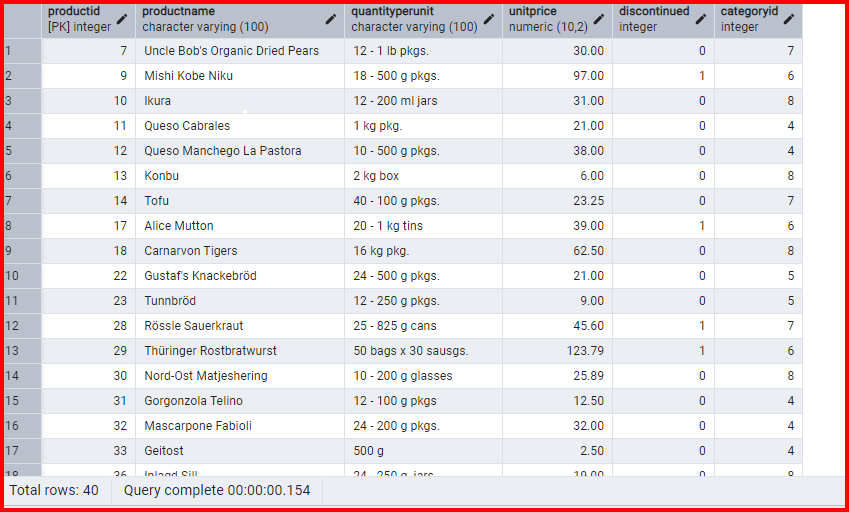 productid productname quantityperunit unitprice discontinued categoryid
[PK] integer character varying (100) character varying (100) numeric (10,2) integer integer
1 7 Uncle Bob's Organic Dried Pears 12 - 1 lb pkgs. 30.00 0 7
2 9 Mishi Kobe Niku 18 - 500 g pkgs. 97.00 1 6
3 10 Ikura 12 - 200 ml jars 31.00 0 8
4 11 Queso Cabrales 1 kg pkg. 21.00 0 4
5 12 Queso Manchego La Pastora 10 - 500 g pkgs. 38.00 0 4
6 13 Konbu 2 kg box 6.00 0 8
7 14 Tofu 40 - 100 g pkgs. 23.25 0 7
8 17 Alice Mutton 20 - 1 kg tins 39.00 1 6
9 18 Carnarvon Tigers 16 kg pkg. 62.50 0 8
10 22 Gustaf's Knackebröd 24 - 500 g pkgs. 21.00 0 5
11 23 Tunnbröd 12 - 250 g pkgs. 9.00 0 5
12 28 Rössle Sauerkraut 25 - 825 g cans 45.60 1 7
13 29 Thüringer Rostbratwurst 50 bags x 30 sausgs. 123.79 1 6
14 30 Nord-Ost Matjeshering 10 - 200 g glasses 25.89 0 8
15 31 Gorgonzola Telino 12 - 100 g pkgs 12.50 0 4
16 32 Mascarpone Fabioli 24 - 200 g pkgs. 32.00 0 4
17 33 Geitost 500 g 2.50 0 4
18 36 Inlagd Sill 24 - 250 g jars 19.00 0 8
Total rows: 40 Query complete 00:00:00.154